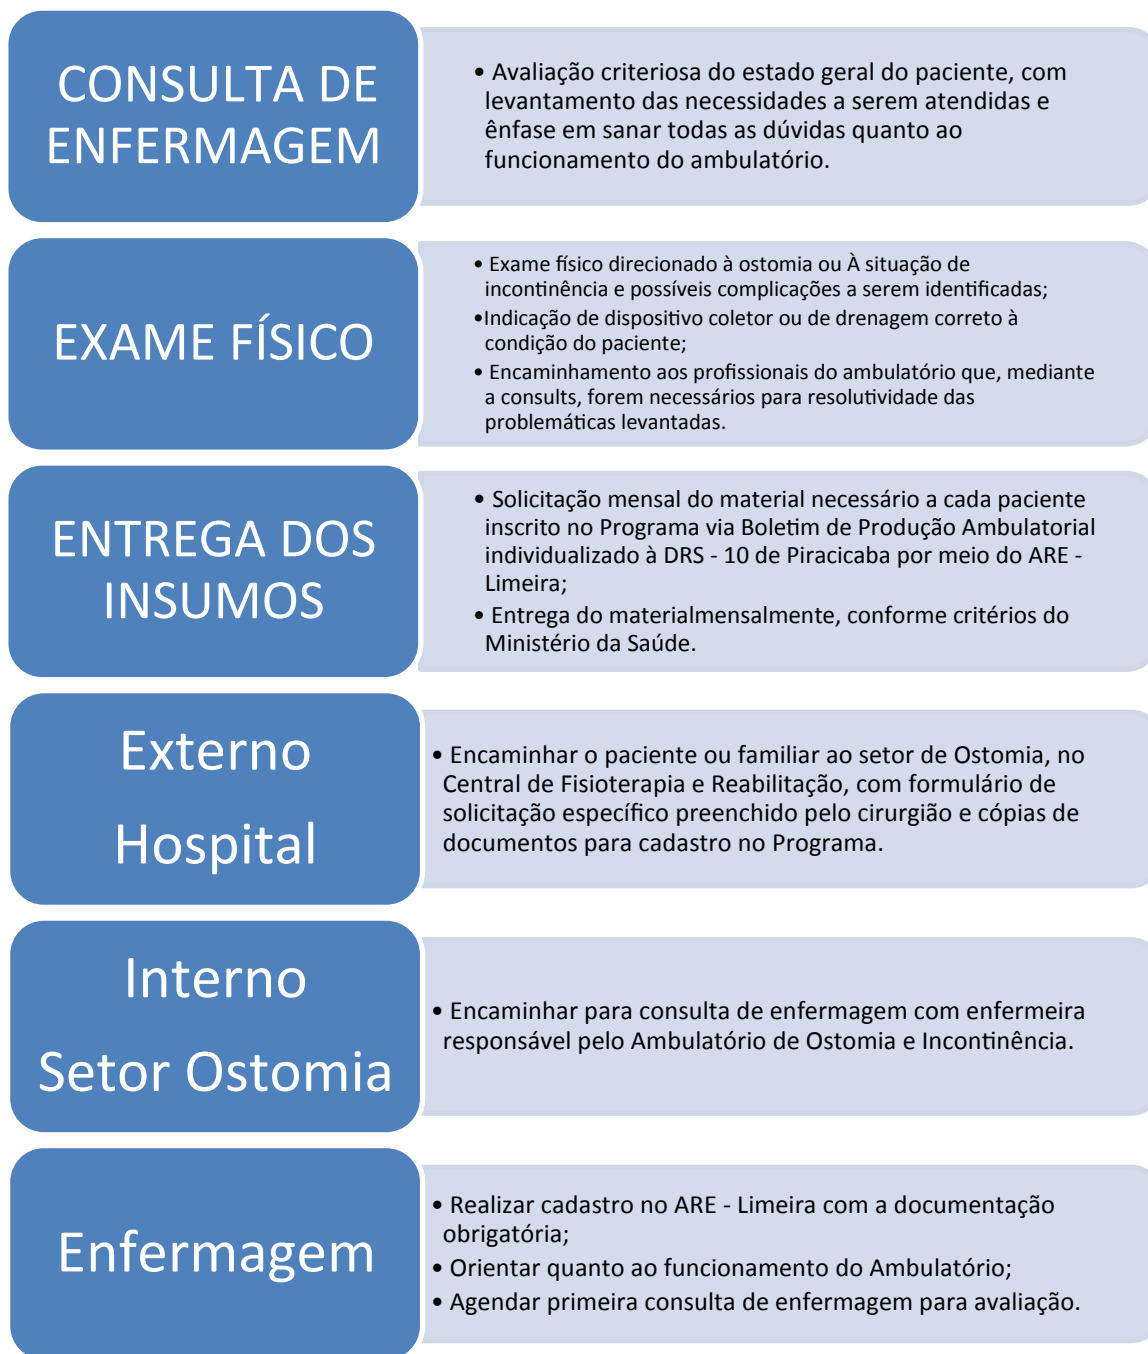 CONSULTA DE
ENFERMAGEM
• Avaliação criteriosa do estado geral do paciente, com
levantamento das necessidades a serem atendidas e
ênfase em sanar todas as dúvidas quanto ao
funcionamento do ambulatório.
EXAME FÍSICO
• Exame físico direcionado à ostomia ou À situação de
incontinência e possíveis complicações a serem identificadas;
•Indicação de dispositivo coletor ou de drenagem correto à
condição do paciente;
• Encaminhamento aos profissionais do ambulatório que, mediante
a consults, forem necessários para resolutividade das
problemáticas levantadas.
ENTREGA DOS
INSUMOS
• Solicitação mensal do material necessário a cada paciente
inscrito no Programa via Boletim de Produção Ambulatorial
individualizado à DRS - 10 de Piracicaba por meio do ARE -
Limeira;
• Entrega do materialmensalmente, conforme critérios do
Ministério da Saúde.
Externo
Hospital
• Encaminhar o paciente ou familiar ao setor de Ostomia, no
Central de Fisioterapia e Reabilitação, com formulário de
solicitação específico preenchido pelo cirurgião e cópias de
documentos para cadastro no Programa.
Interno
Setor Ostomia
• Encaminhar para consulta de enfermagem com enfermeira
responsável pelo Ambulatório de Ostomia e Incontinência.
Enfermagem
• Realizar cadastro no ARE - Limeira com a documentação
obrigatória;
• Orientar quanto ao funcionamento do Ambulatório;
• Agendar primeira consulta de enfermagem para avaliação.